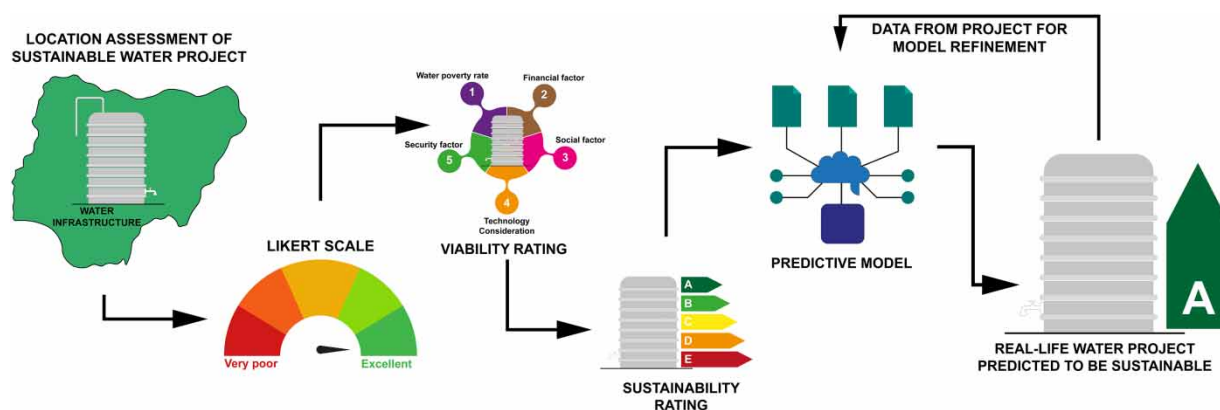 LOCATION ASSESSMENT OF
SUSTAINABLE WATER PROJECT
WATER
INFRASTRUCTURE
LIKERT SCALE
Very poor
Excellent
Water poverty rate
1
Financial factor
2
Social factor
3
Security factor
5
4
Technology
Consideration
VIABILITY RATING
A
B
C
D
E
SUSTAINABILITY
RATING
DATA FROM PROJECT FOR
MODEL REFINEMENT
PREDICTIVE MODEL
A
REAL-LIFE WATER PROJECT
PREDICTED TO BE SUSTAINABLE